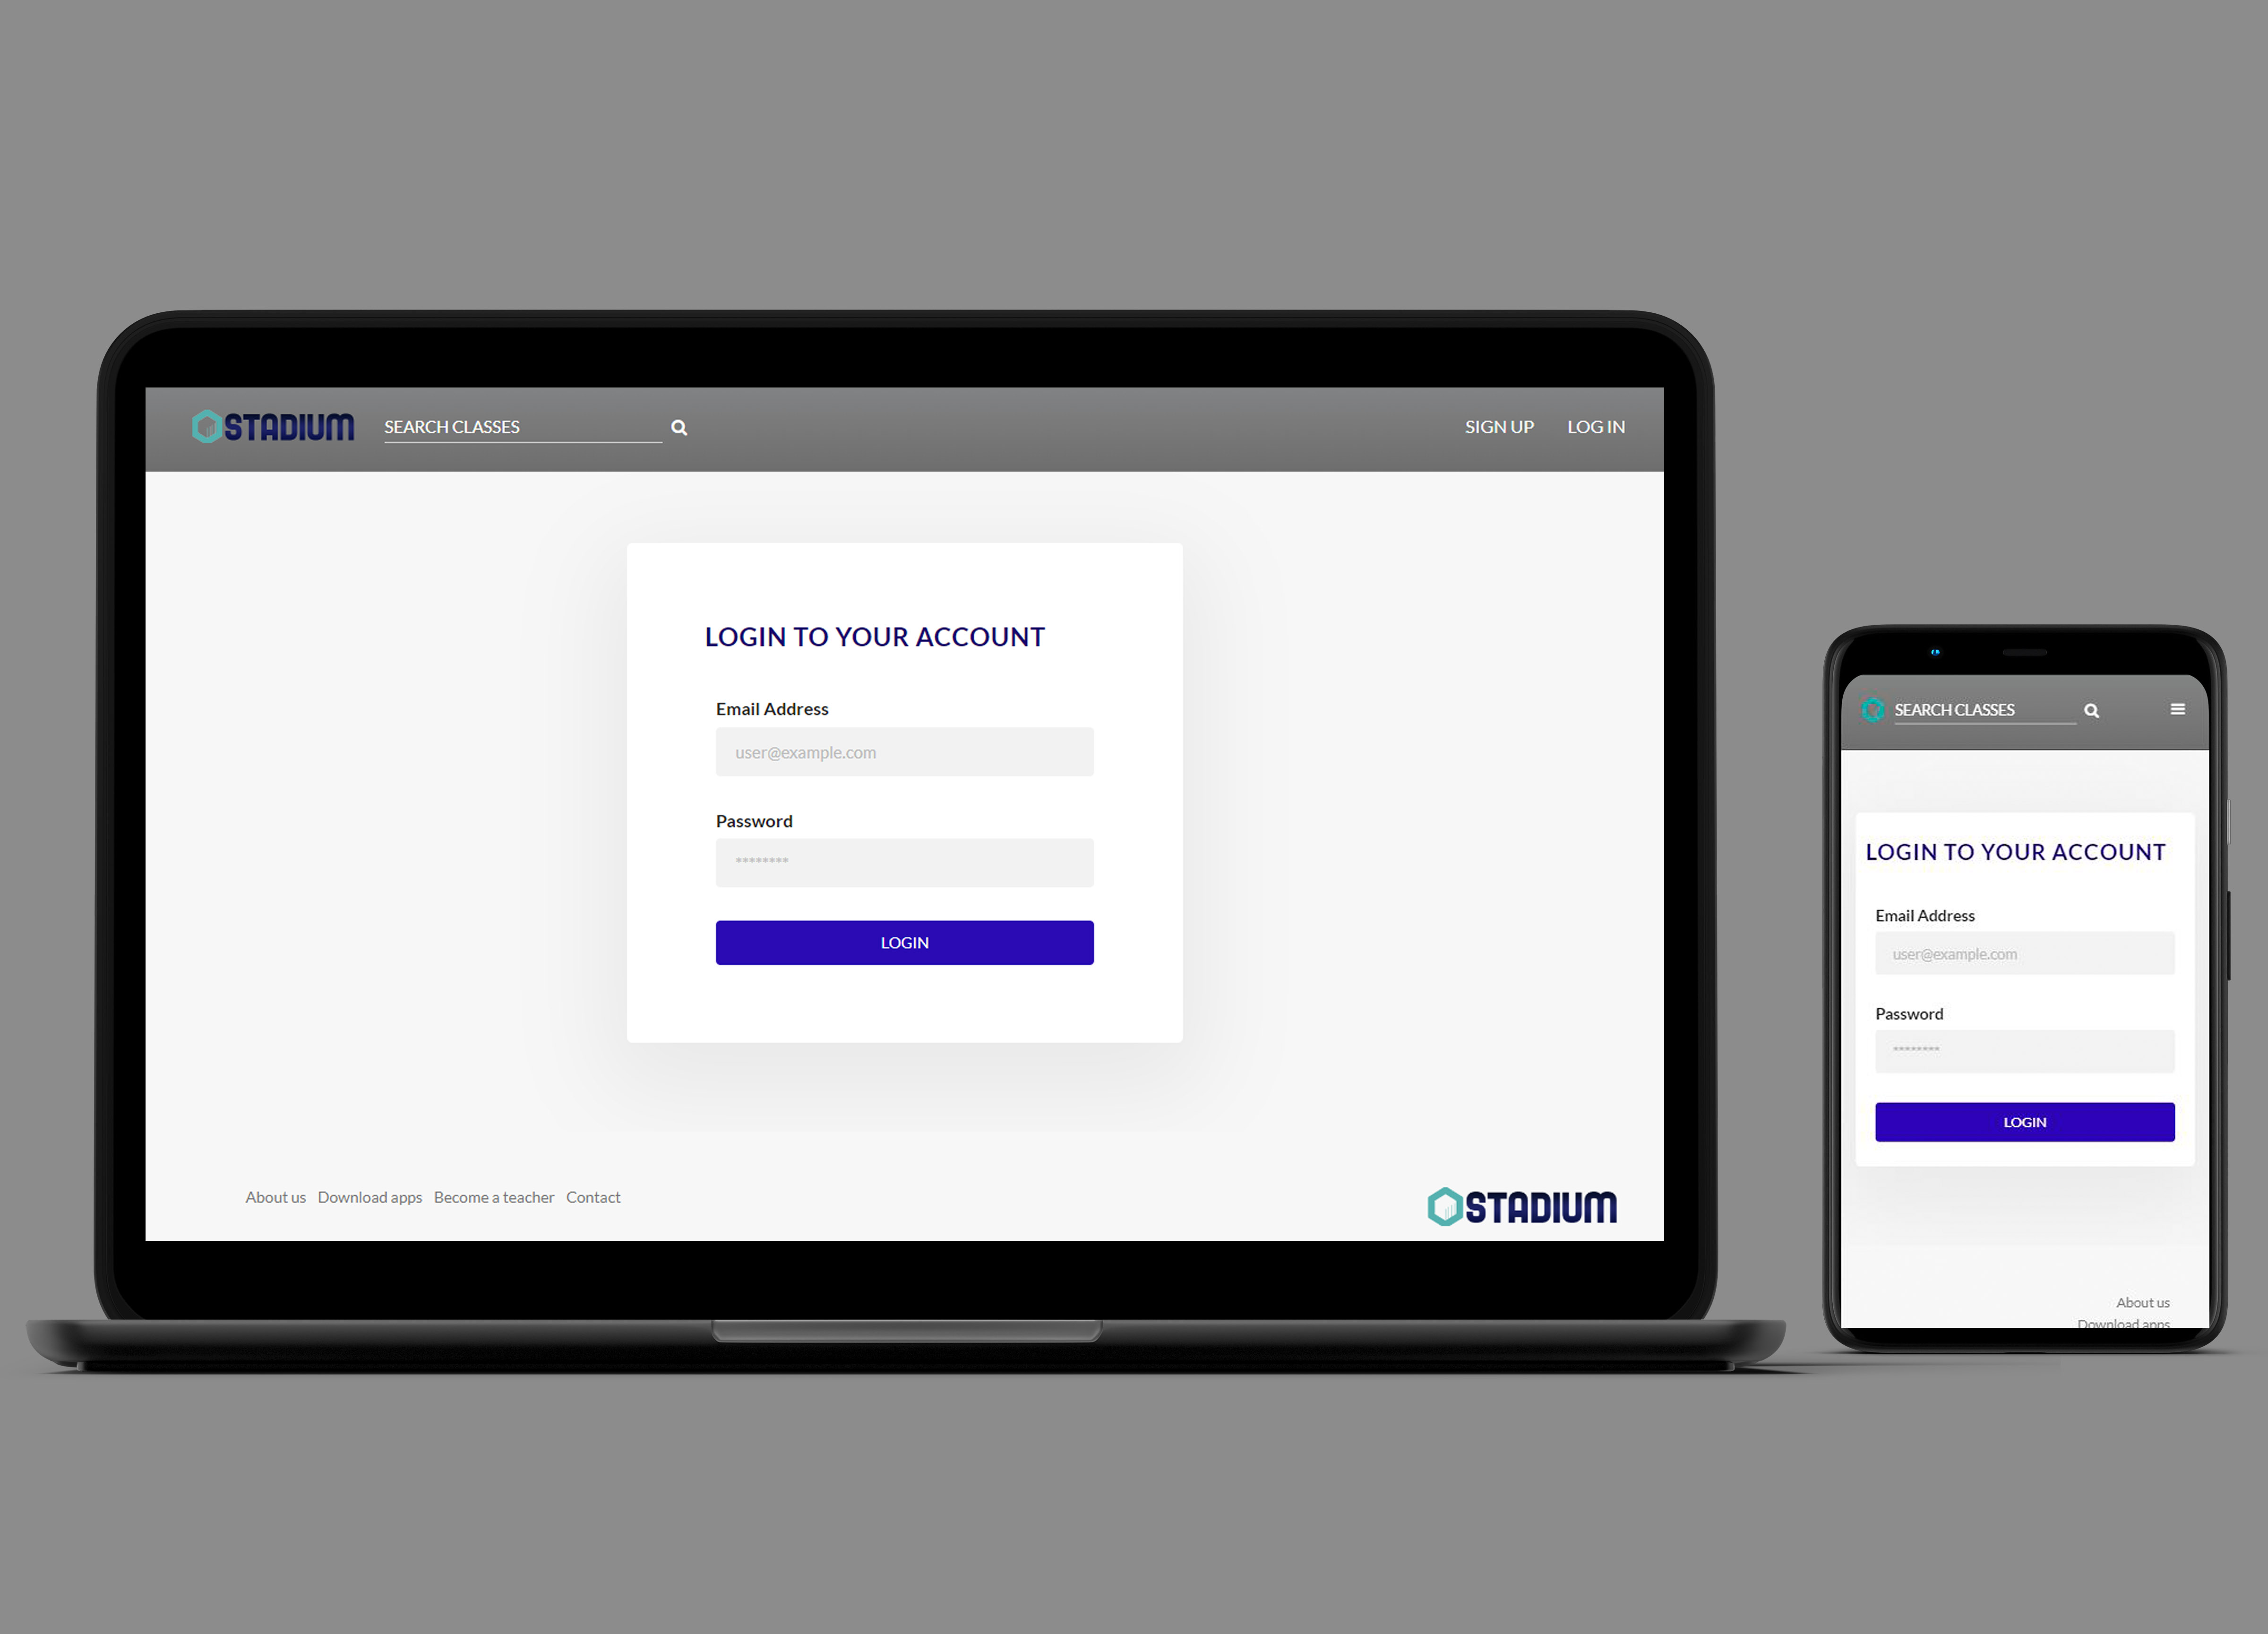 STADIUM SEARCH CLASSES SIGN UP LOG IN
LOGIN TO YOUR ACCOUNT
Email Address
user@example.com
Password
********
LOGIN
About us Download apps Become a teacher Contact
STADIUM
SEARCH CLASSES
LOGIN TO YOUR ACCOUNT
Email Address
user@example.com
Password
********
LOGIN
About us
Download apps